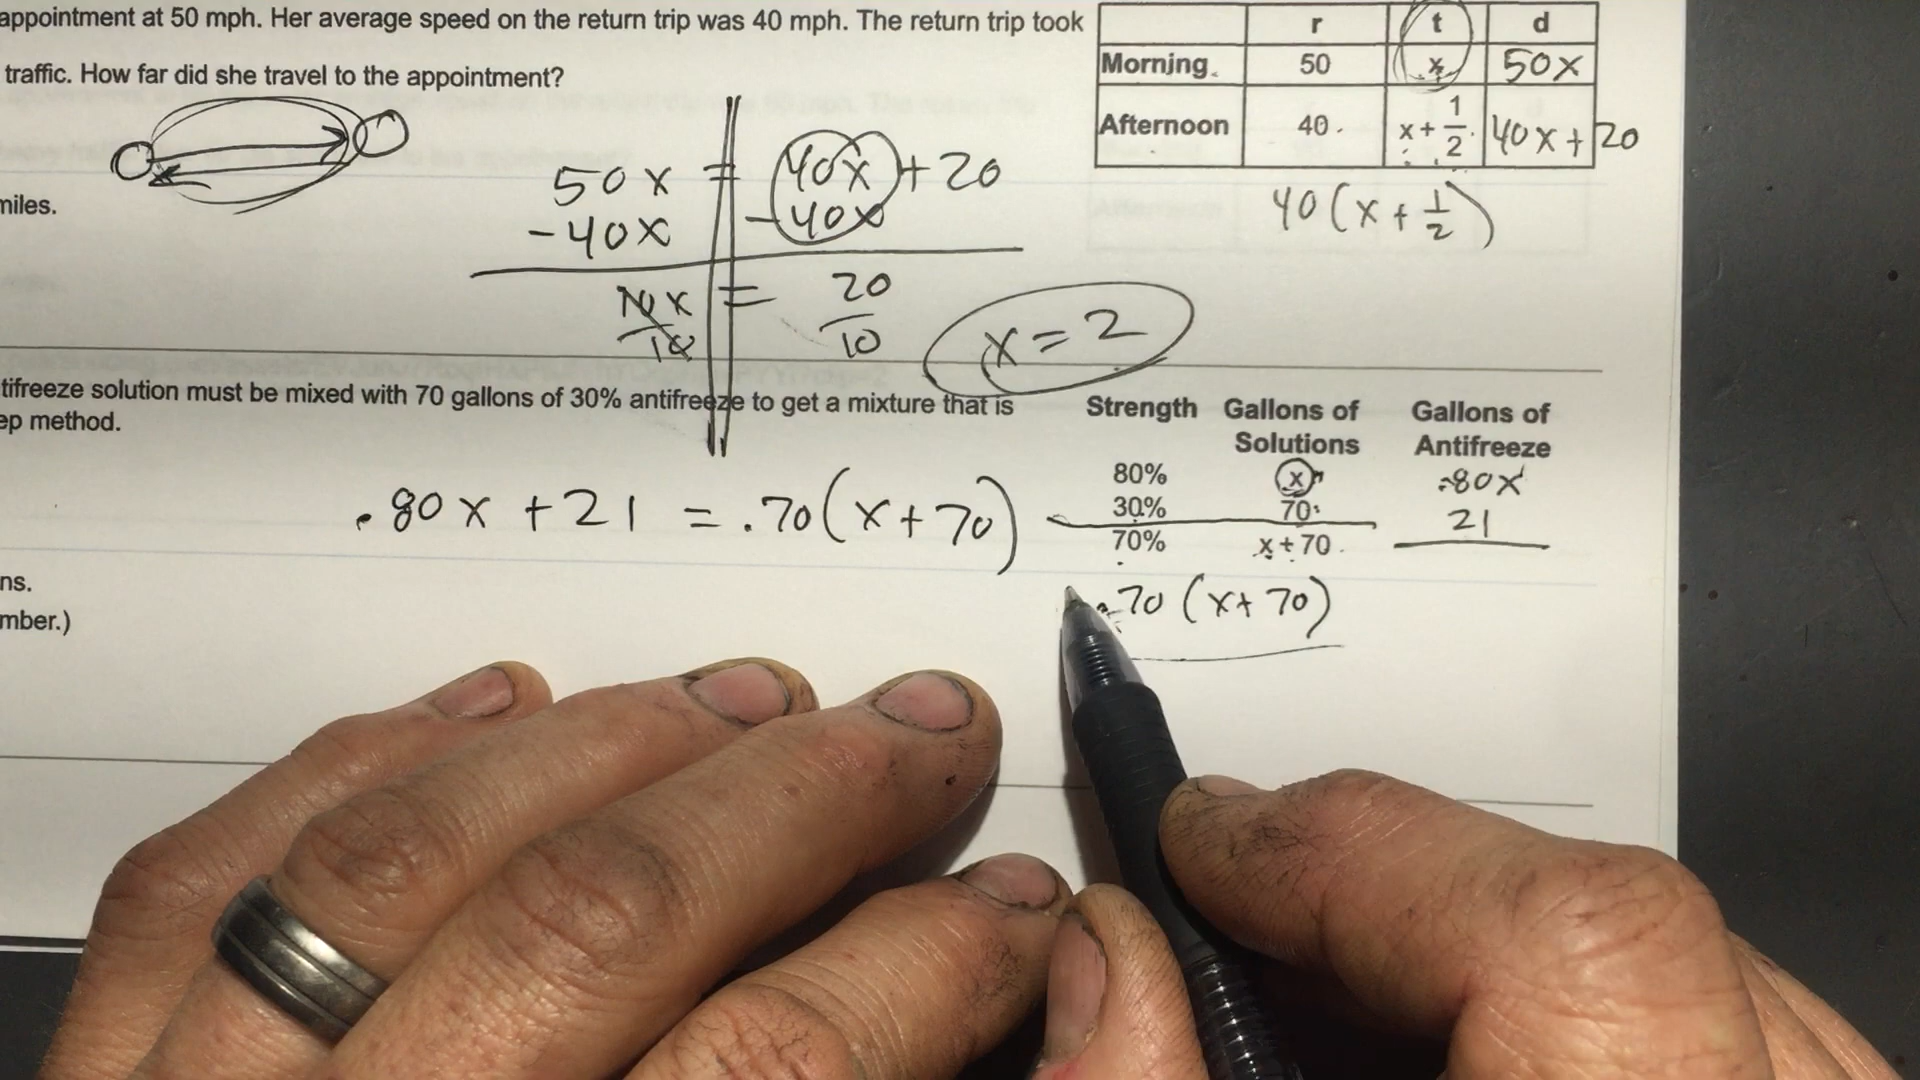 appointment at 50 mph. Her average speed on the return trip was 40 mph. The return trip took
traffic. How far did she travel to the appointment?
r t d
Morning 50 x 50x
Afternoon 40 x + 1/2 40x + 20
40(x + 1/2)
miles.
50x = 40x + 20
-40x -40x
10x = 20
10 10
x = 2
tifreeze solution must be mixed with 70 gallons of 30% antifreeze to get a mixture that is
ep method.
Strength Gallons of Solutions Gallons of Antifreeze
80% x .80x
30% 70 21
70% x + 70
.70(x + 70)
.80x + 21 = .70(x + 70)
ns.
mber.)